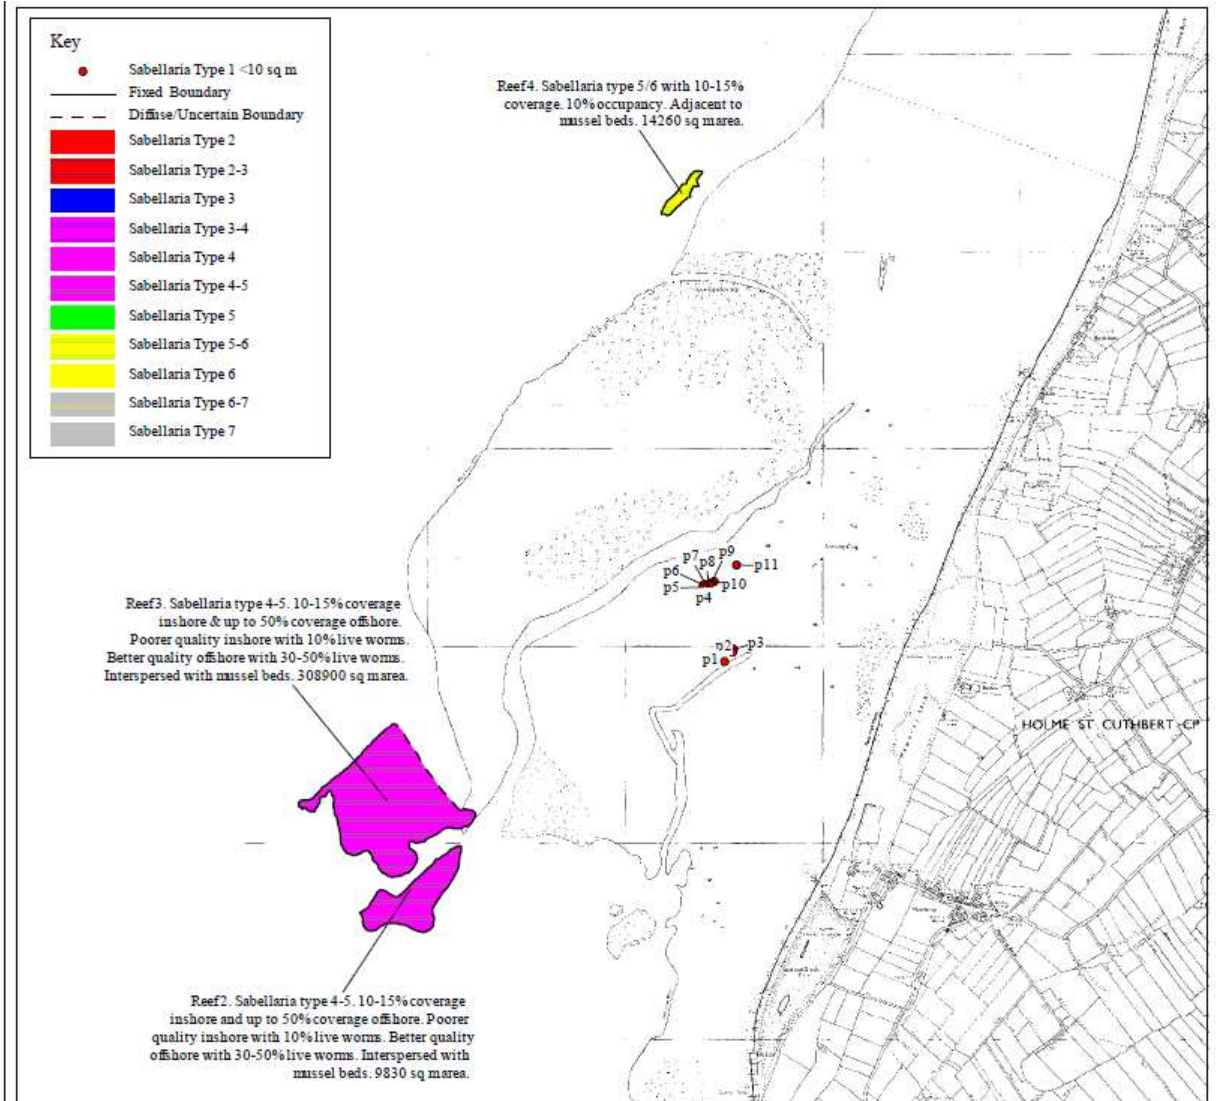 Key
Sabellaria Type 1 <10 sq m
Fixed Boundary
Diffuse/Uncertain Boundary
Sabellaria Type 2
Sabellaria Type 2-3
Sabellaria Type 3
Sabellaria Type 3-4
Sabellaria Type 4
Sabellaria Type 4-5
Sabellaria Type 5
Sabellaria Type 5-6
Sabellaria Type 6
Sabellaria Type 6-7
Sabellaria Type 7
Reef4. Sabellaria type 5/6 with 10-15%
coverage. 10% occupancy. Adjacent to
mussel beds. 14260 sq marea.
p9
p7
p8
p11
p6
p5
p10
p4
p3
p2
p1
Reef3. Sabellaria type 4-5. 10-15% coverage
inshore & up to 50% coverage offshore.
Poorer quality inshore with 10% live worms.
Better quality offshore with 30-50% live worms.
Interspersed with mussel beds. 308900 sq marea.
HOLME ST CUTHBERT CP
Reef2. Sabellaria type 4-5. 10-15% coverage
inshore and up to 50% coverage offshore. Poorer
quality inshore with 10% live worms. Better quality
offshore with 30-50% live worms. Interspersed with
mussel beds. 9830 sq marea.